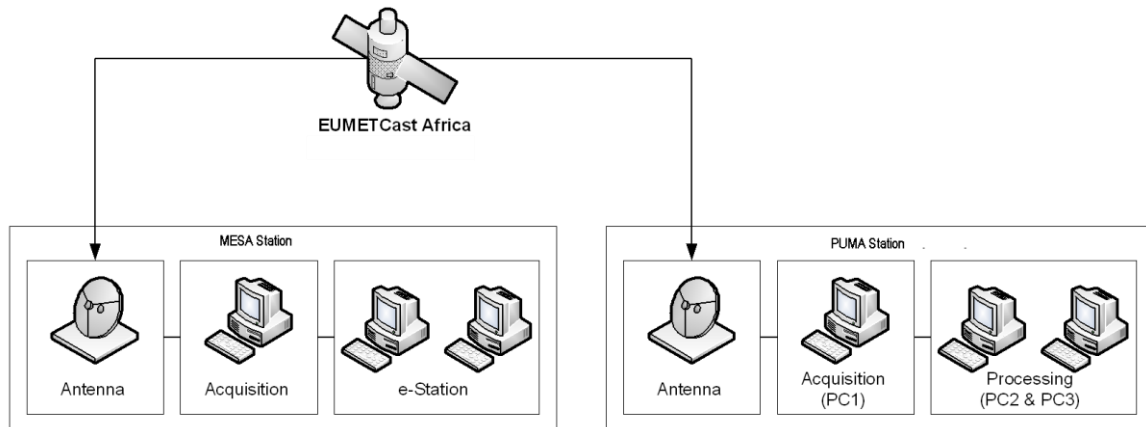 EUMETCast Africa
MESA Station
Antenna
Acquisition
e-Station
PUMA Station
Antenna
Acquisition
(PC1)
Processing
(PC2 & PC3)